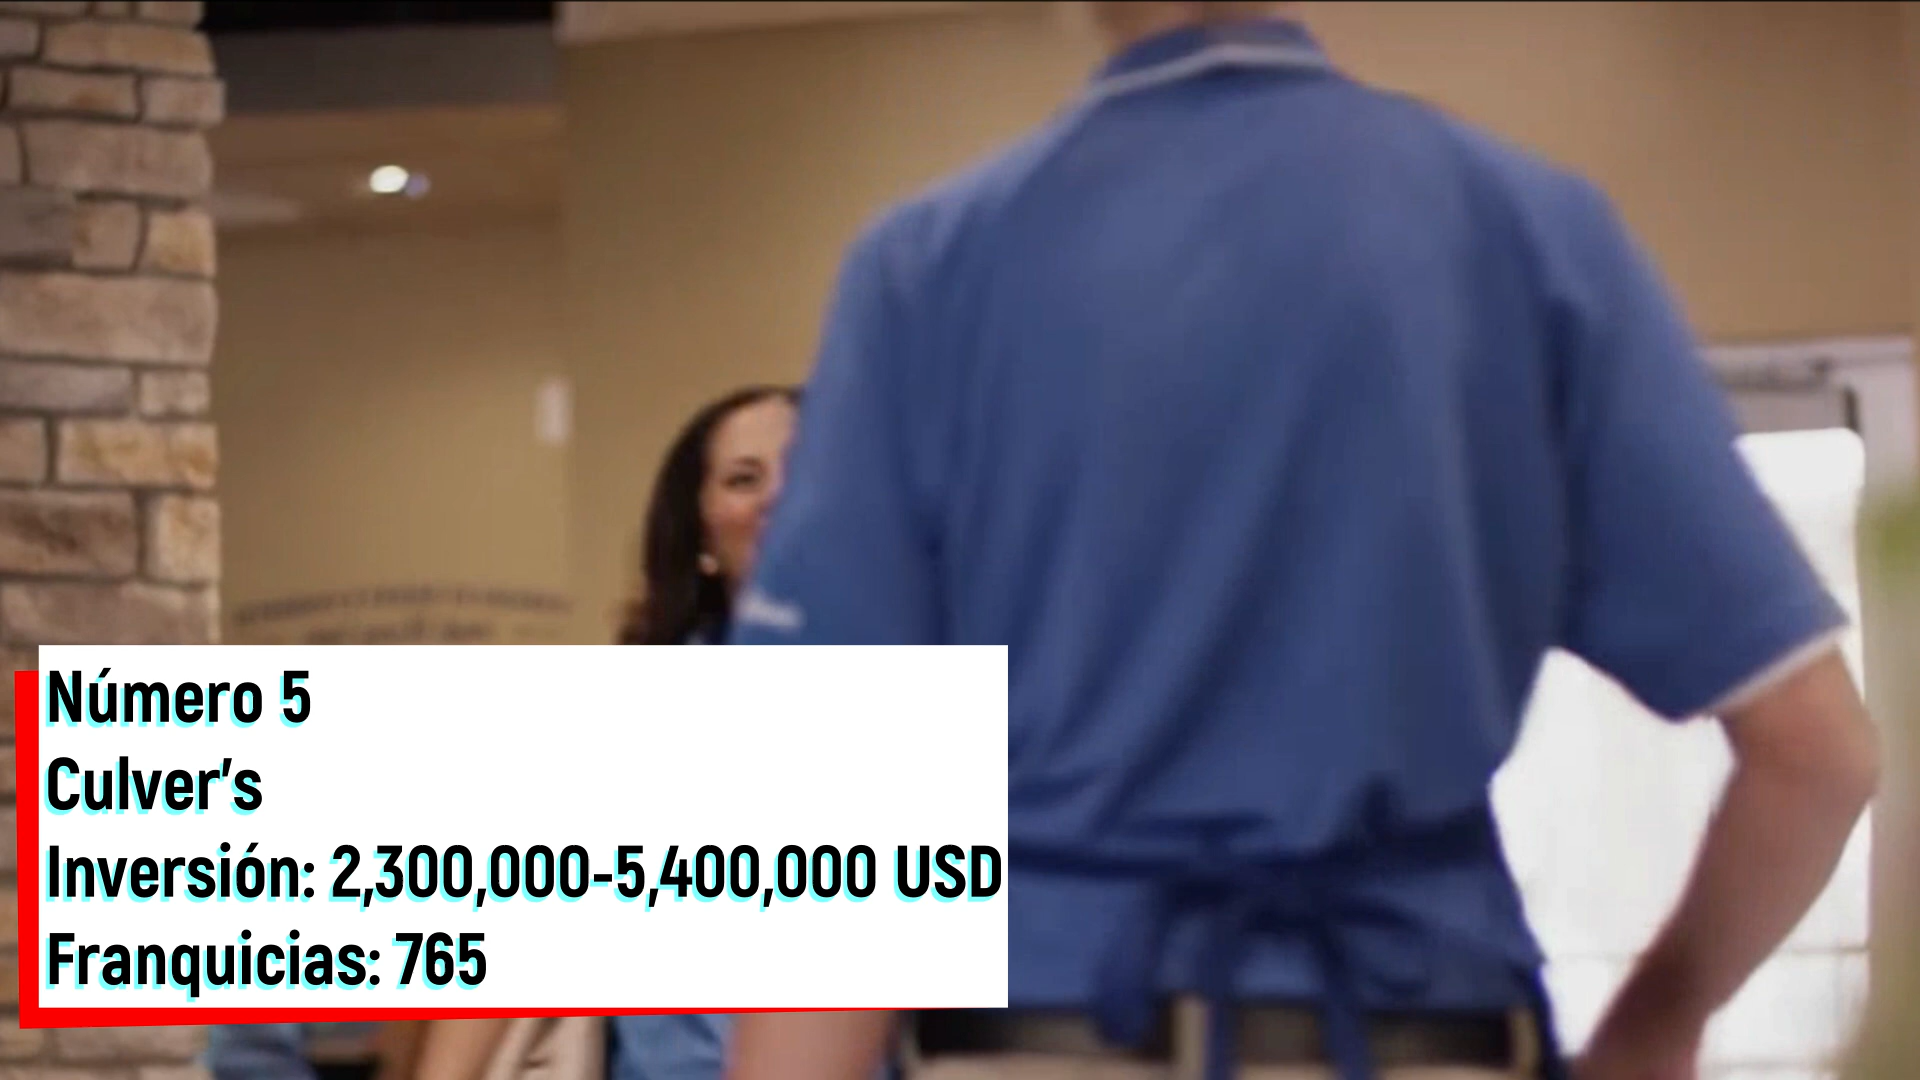 Número 5
Culver's
Inversión: 2,300,000-5,400,000 USD
Franquicias: 765